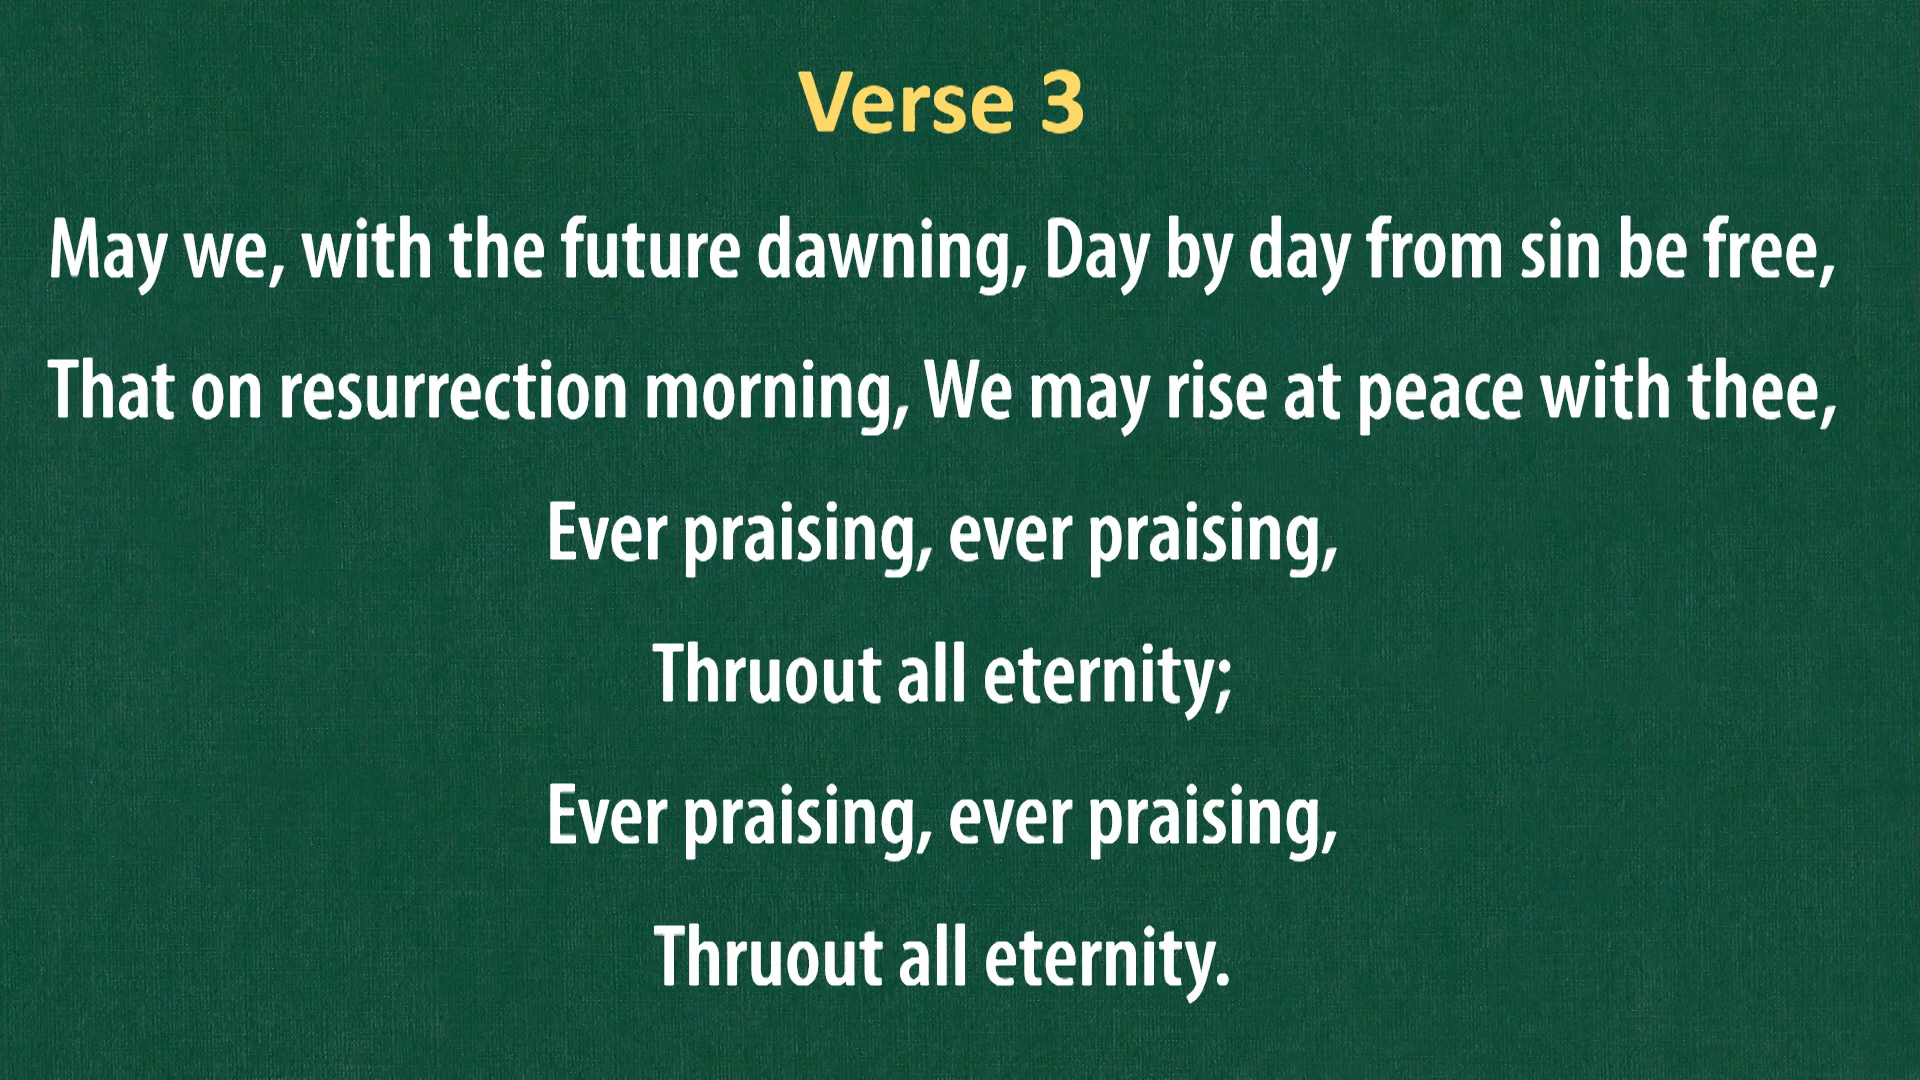 Verse 3
May we, with the future dawning, Day by day from sin be free,
That on resurrection morning, We may rise at peace with thee,
Ever praising, ever praising,
Thruout all eternity;
Ever praising, ever praising,
Thruout all eternity.